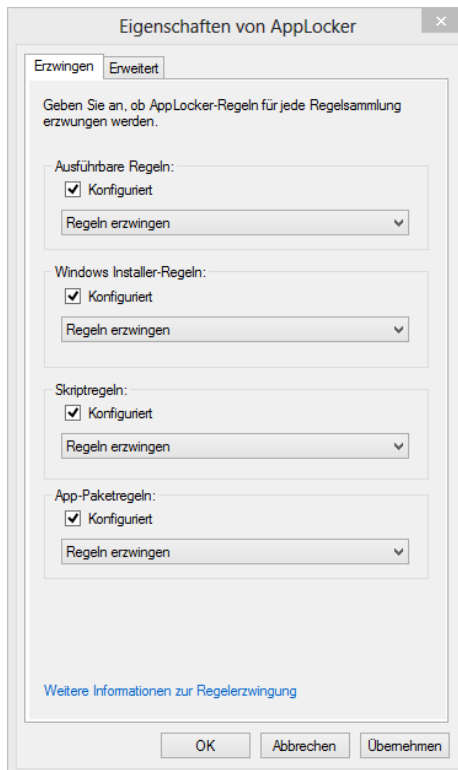 Eigenschaften von AppLocker
Erzwingen Erweitert
Geben Sie an, ob AppLocker-Regeln für jede Regelsammlung
erzwungen werden.
Ausführbare Regeln:
Konfiguriert
Regeln erzwingen
Windows Installer-Regeln:
Konfiguriert
Regeln erzwingen
Skriptregeln:
Konfiguriert
Regeln erzwingen
App-Paketregeln:
Konfiguriert
Regeln erzwingen
Weitere Informationen zur Regelerzwingung
OK Abbrechen Übernehmen